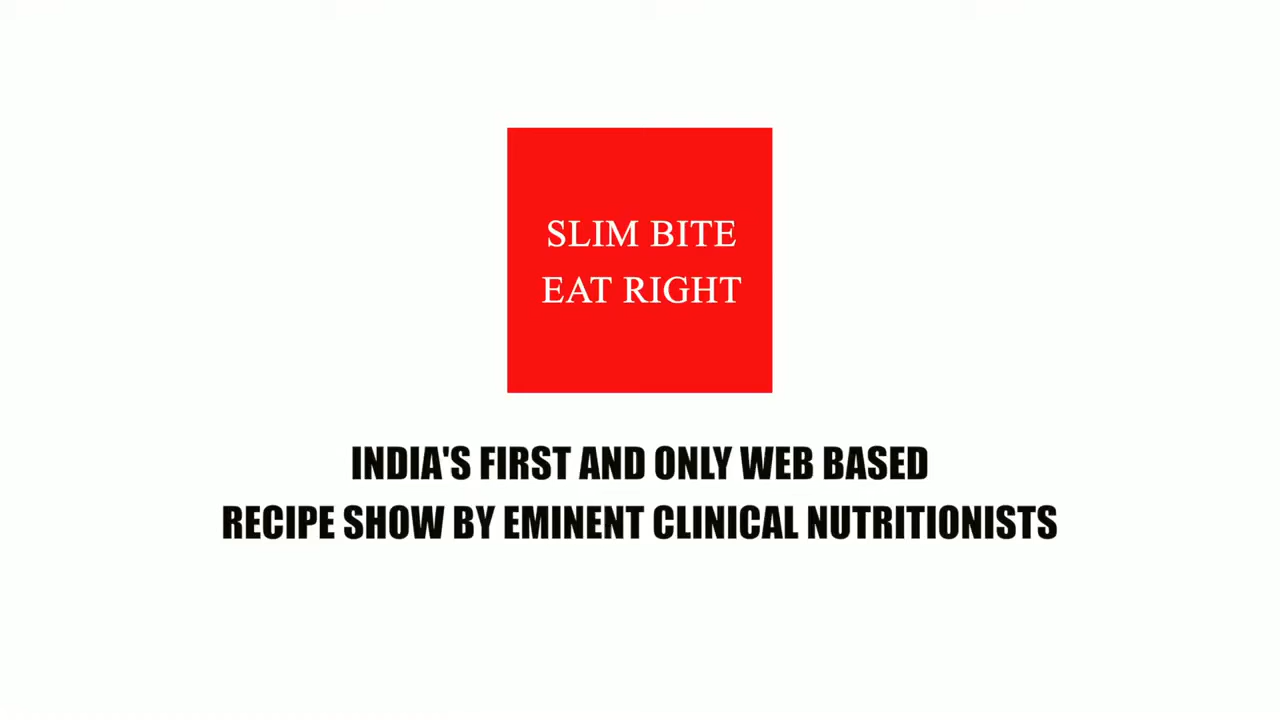 SLIM BITE
EAT RIGHT
INDIA'S FIRST AND ONLY WEB BASED
RECIPE SHOW BY EMINENT CLINICAL NUTRITIONISTS